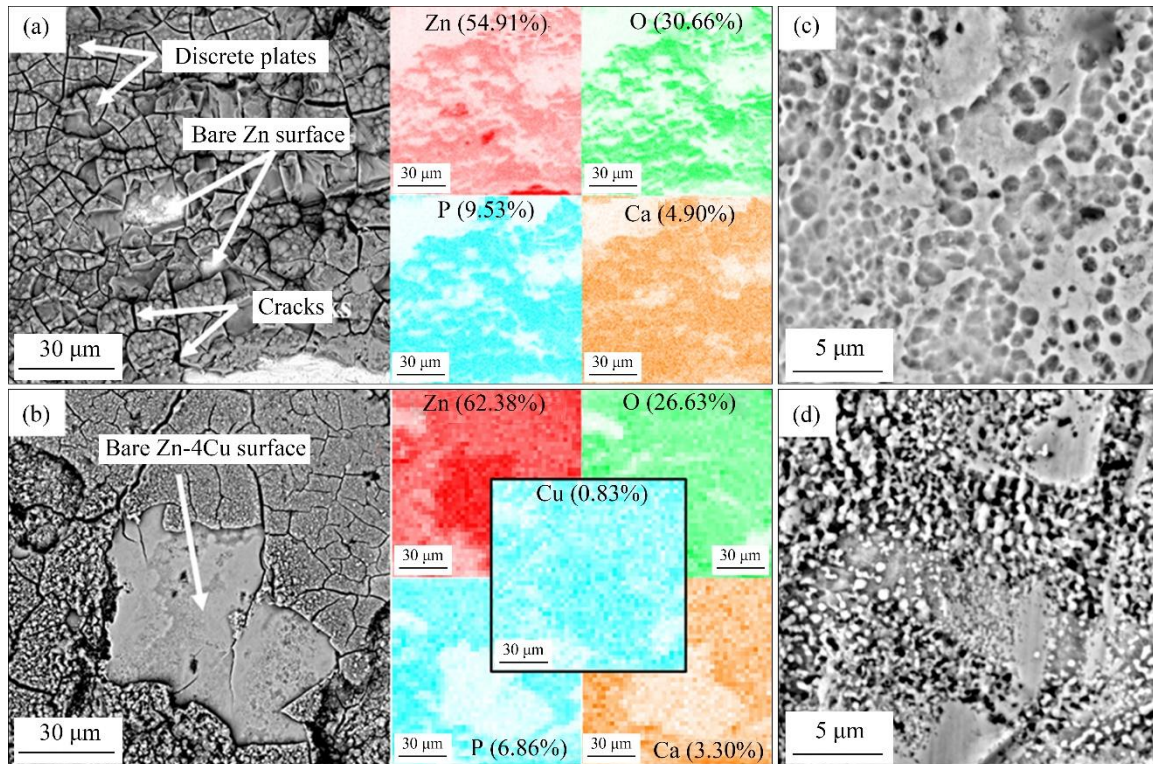 (a)
Discrete plates
Bare Zn surface
Cracks
30 μm
Zn (54.91%)
30 μm
O (30.66%)
30 μm
P (9.53%)
30 μm
Ca (4.90%)
30 μm
(c)
5 μm
(b)
Bare Zn-4Cu surface
30 μm
Zn (62.38%)
30 μm
O (26.63%)
30 μm
Cu (0.83%)
30 μm
30 μm
P (6.86%)
30 μm
Ca (3.30%)
(d)
5 μm